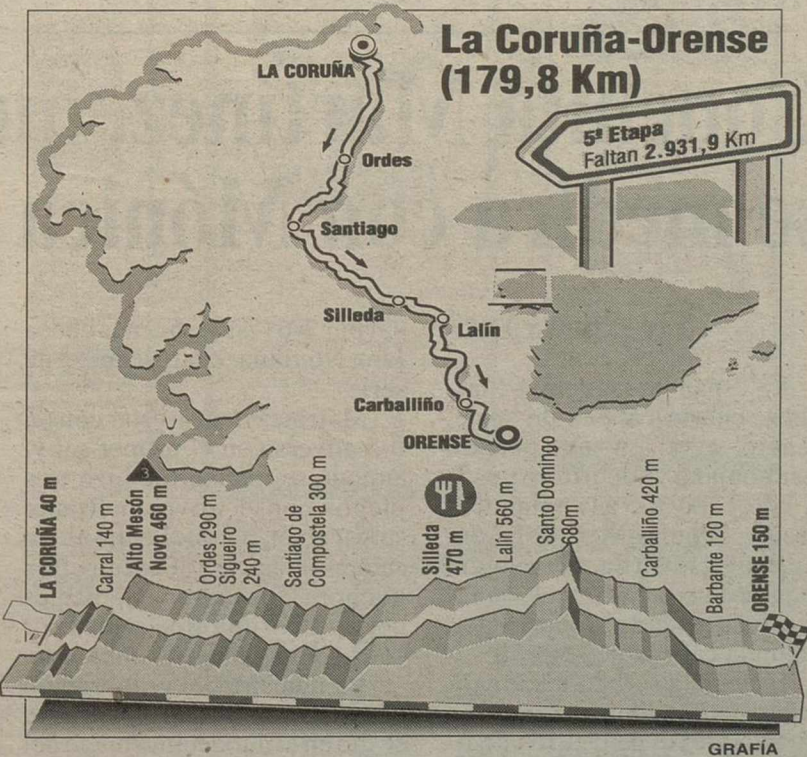 La Coruña-Orense
(179,8 Km)
5ª Etapa
Faltan 2.931,9 Km
LA CORUÑA
Ordes
Santiago
Silleda
Lalín
Carballiño
ORENSE
LA CORUÑA 40 m
Carral 140 m
3
Alto Mesón
Novo 460 m
Ordes 290 m
Sigueiro
240 m
Santiago de
Compostela 300 m
Silleda
470 m
Lalín 560 m
Santo Domingo
680m
Carballiño 420 m
Barbante 120 m
ORENSE 150 m
GRAFÍA